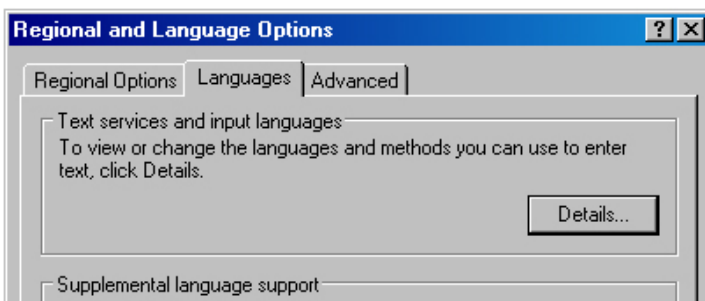 Regional and Language Options ? X
Regional Options Languages Advanced
Text services and input languages
To view or change the languages and methods you can use to enter
text, click Details.
Details...
Supplemental language support